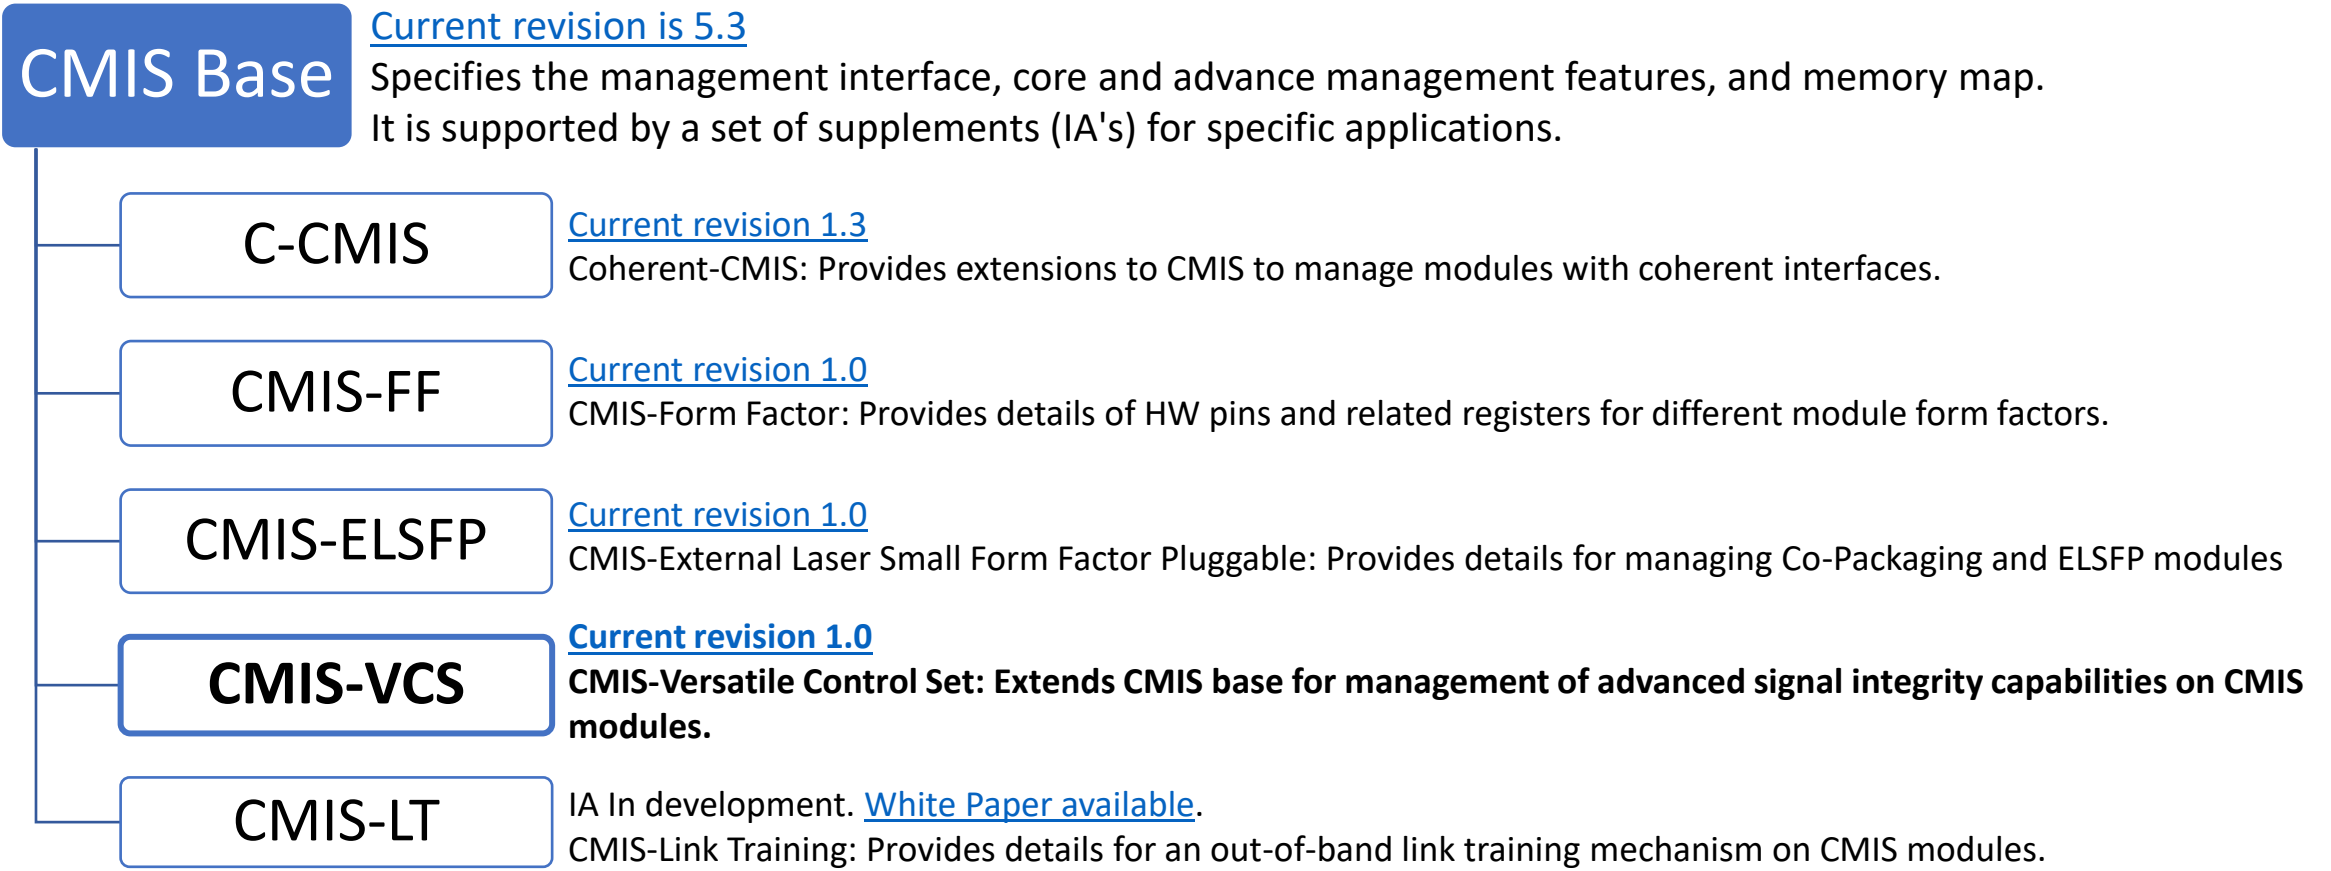 CMIS Base
Current revision is 5.3
Specifies the management interface, core and advance management features, and memory map.
It is supported by a set of supplements (IA's) for specific applications.
C-CMIS
Current revision 1.3
Coherent-CMIS: Provides extensions to CMIS to manage modules with coherent interfaces.
CMIS-FF
Current revision 1.0
CMIS-Form Factor: Provides details of HW pins and related registers for different module form factors.
CMIS-ELSFP
Current revision 1.0
CMIS-External Laser Small Form Factor Pluggable: Provides details for managing Co-Packaging and ELSFP modules
CMIS-VCS
Current revision 1.0
CMIS-Versatile Control Set: Extends CMIS base for management of advanced signal integrity capabilities on CMIS
modules.
CMIS-LT
IA In development. White Paper available.
CMIS-Link Training: Provides details for an out-of-band link training mechanism on CMIS modules.